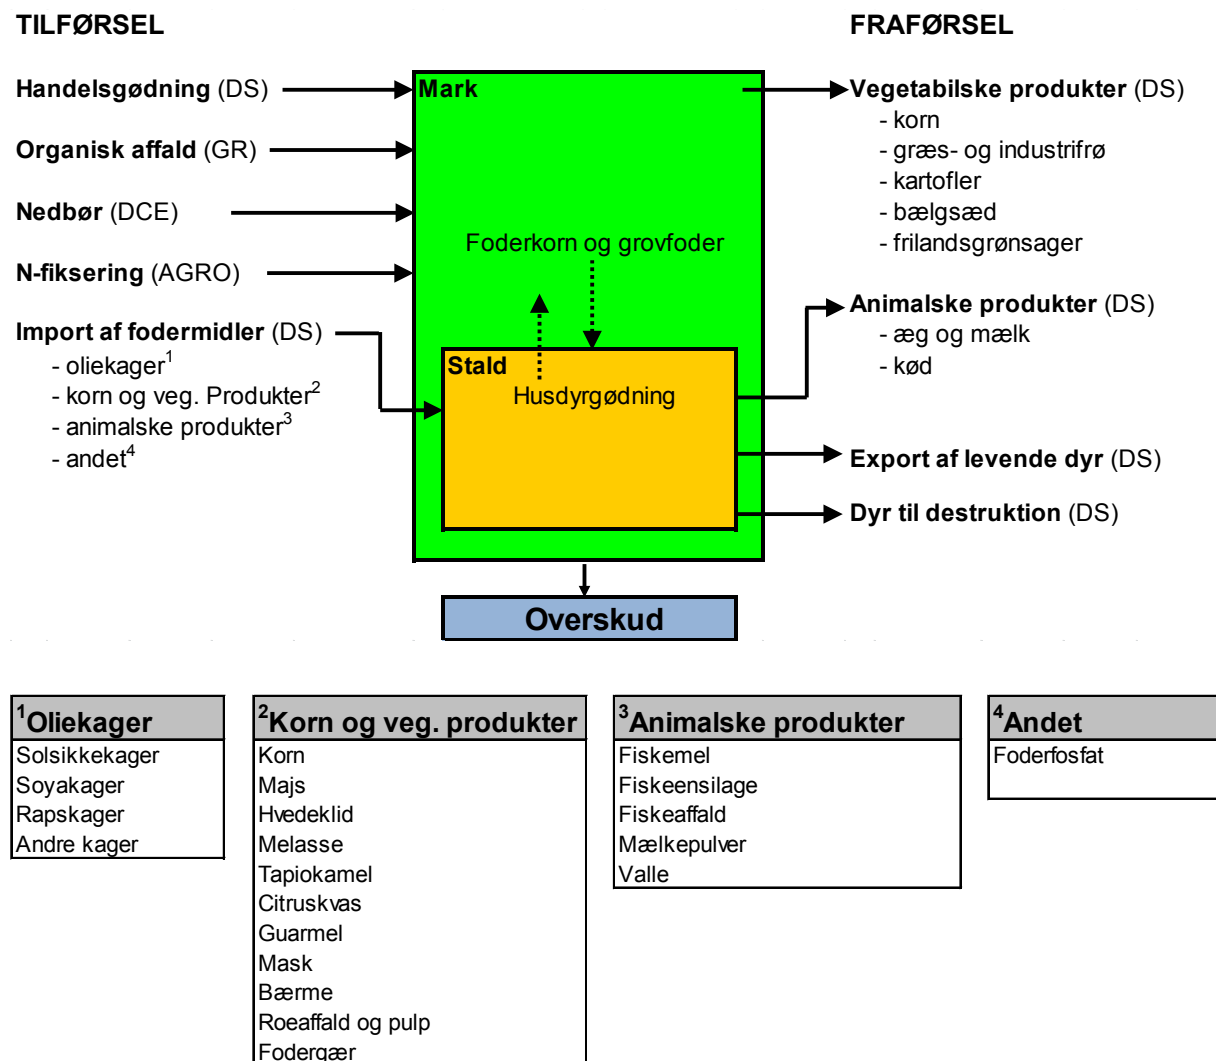 TILFØRSEL
FRAFØRSEL
Handelsgødning (DS)
Organisk affald (GR)
Nedbør (DCE)
N-fiksering (AGRO)
Import af fodermidler (DS)
- oliekager1
- korn og veg. Produkter2
- animalske produkter3
- andet4
Mark
Foderkorn og grovfoder
Stald
Husdyrgødning
Overskud
Vegetabilske produkter (DS)
- korn
- græs- og industrifrø
- kartofler
- bælgsæd
- frilandsgrønsager
Animalske produkter (DS)
- æg og mælk
- kød
Export af levende dyr (DS)
Dyr til destruktion (DS)
1Oliekager
Solsikkekager
Soyakager
Rapskager
Andre kager
2Korn og veg. produkter
Korn
Majs
Hvedeklid
Melasse
Tapiokamel
Citruskvas
Guarmel
Mask
Bærme
Roeaffald og pulp
Fodergær
3Animalske produkter
Fiskemel
Fiskeensilage
Fiskeaffald
Mælkepulver
Valle
4Andet
Foderfosfat